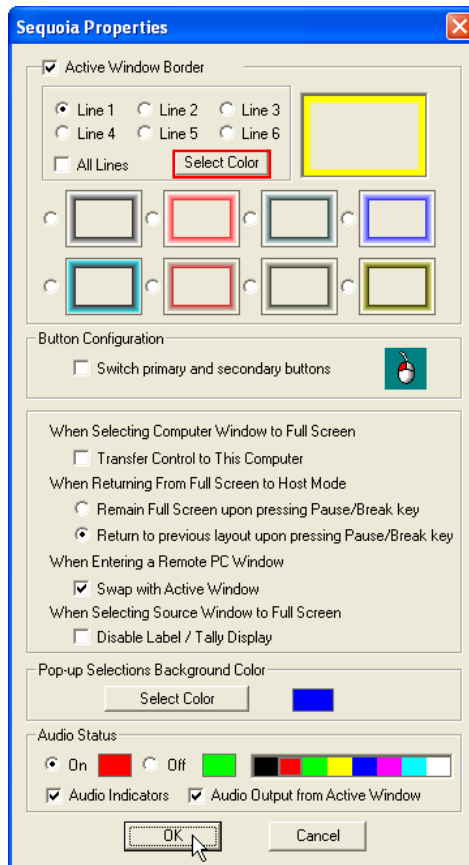 Sequoia Properties
Active Window Border
Line 1 Line 2 Line 3
Line 4 Line 5 Line 6
All Lines Select Color
Button Configuration
Switch primary and secondary buttons
When Selecting Computer Window to Full Screen
Transfer Control to This Computer
When Returning From Full Screen to Host Mode
Remain Full Screen upon pressing Pause/Break key
Return to previous layout upon pressing Pause/Break key
When Entering a Remote PC Window
Swap with Active Window
When Selecting Source Window to Full Screen
Disable Label / Tally Display
Pop-up Selections Background Color
Select Color
Audio Status
On Off
Audio Indicators Audio Output from Active Window
OK Cancel